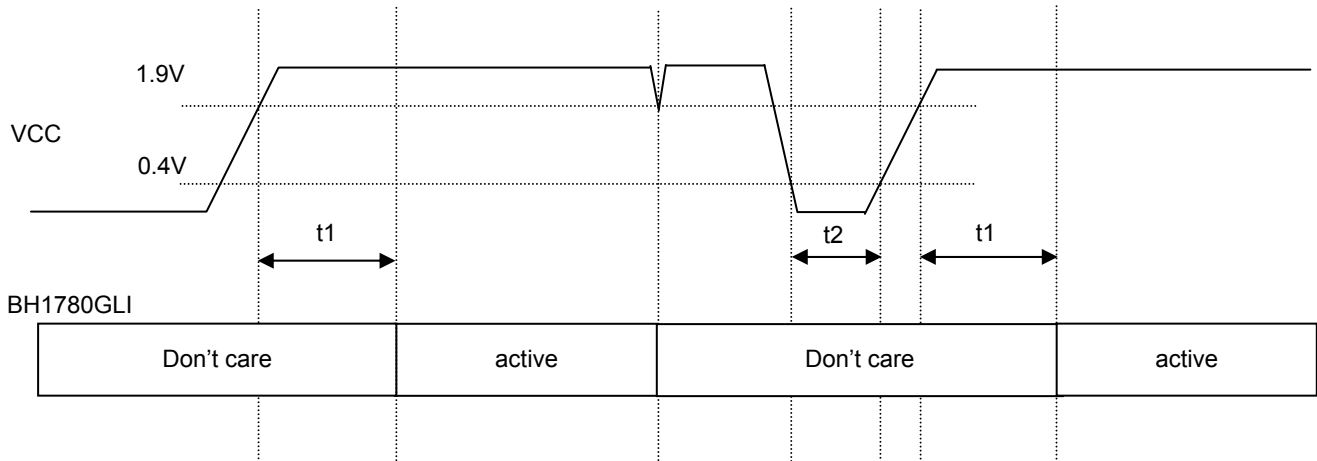 1.9V
VCC
0.4V
t1
t2
t1
BH1780GLI
Don’t care
active
Don’t care
active